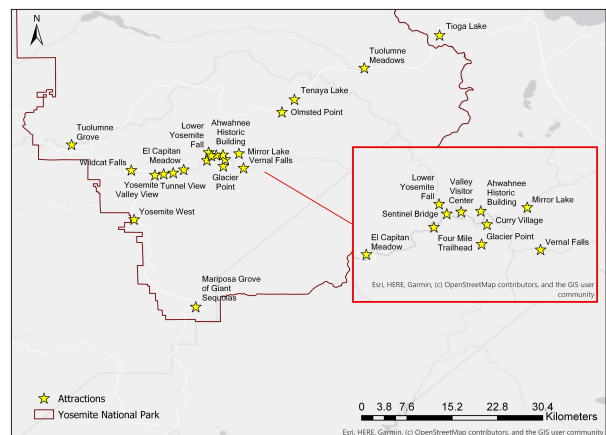 N
Tioga Lake
Tuolumne
Meadows
Tenaya Lake
Olmsted Point
Tuolumne
Grove
Lower
Yosemite
Fall
Ahwahnee
Historic
Building
El Capitan
Meadow
Mirror Lake
Vernal Falls
Wildcat Falls
Yosemite
Valley View
Tunnel View
Glacier
Point
Yosemite West
Mariposa Grove
of Giant
Sequoias
Lower
Yosemite
Fall
Valley
Visitor
Center
Ahwahnee
Historic
Building
Mirror Lake
Sentinel Bridge
Curry Village
El Capitan
Meadow
Four Mile
Trailhead
Glacier Point
Vernal Falls
Esri, HERE, Garmin, (c) OpenStreetMap contributors, and the GIS user
community
Attractions
Yosemite National Park
0 3.8 7.6 15.2 22.8 30.4
Kilometers
Esri, HERE, Garmin, (c) OpenStreetMap contributors, and the GIS user